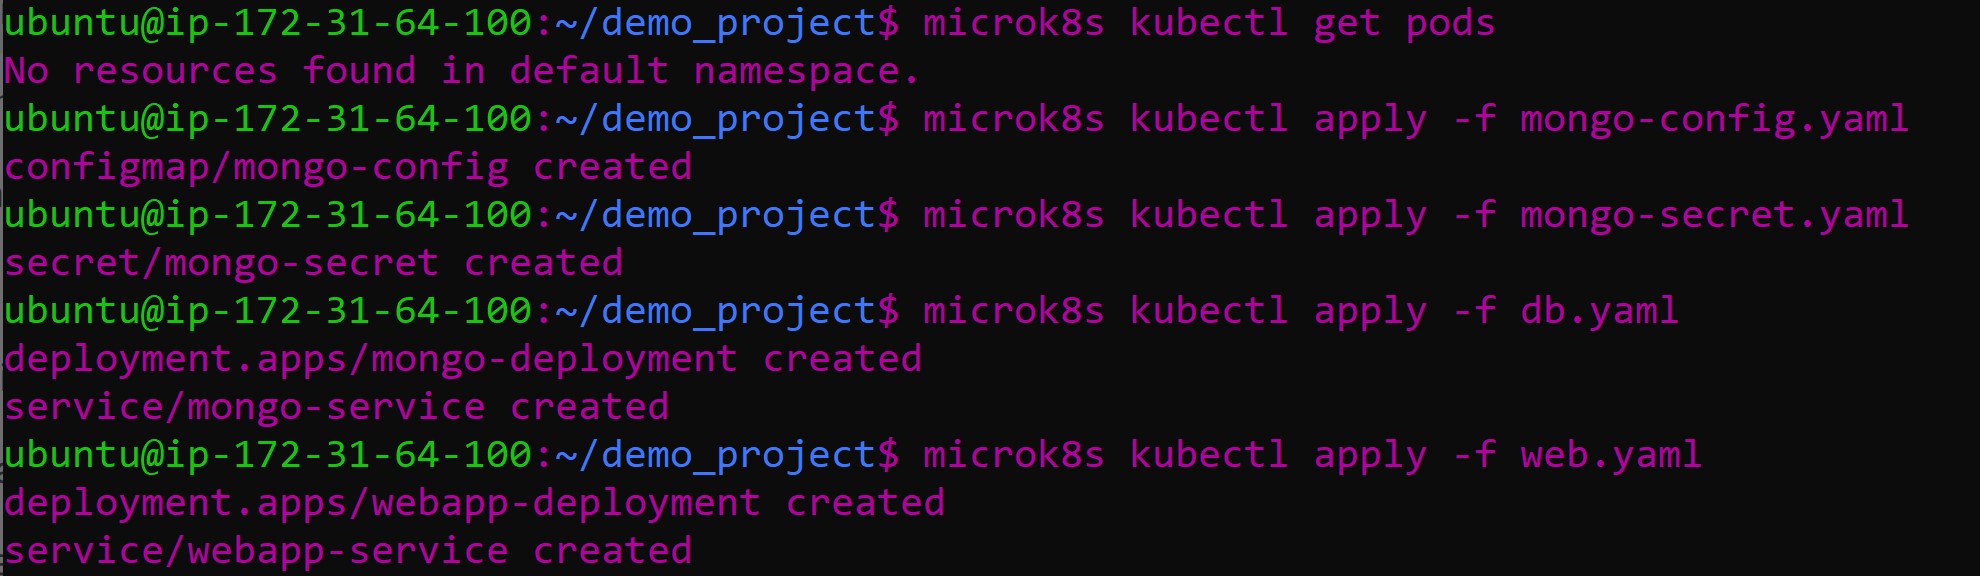 ubuntu@ip-172-31-64-100:~/demo_project$ microk8s kubectl get pods
No resources found in default namespace.
ubuntu@ip-172-31-64-100:~/demo_project$ microk8s kubectl apply -f mongo-config.yaml
configmap/mongo-config created
ubuntu@ip-172-31-64-100:~/demo_project$ microk8s kubectl apply -f mongo-secret.yaml
secret/mongo-secret created
ubuntu@ip-172-31-64-100:~/demo_project$ microk8s kubectl apply -f db.yaml
deployment.apps/mongo-deployment created
service/mongo-service created
ubuntu@ip-172-31-64-100:~/demo_project$ microk8s kubectl apply -f web.yaml
deployment.apps/webapp-deployment created
service/webapp-service created